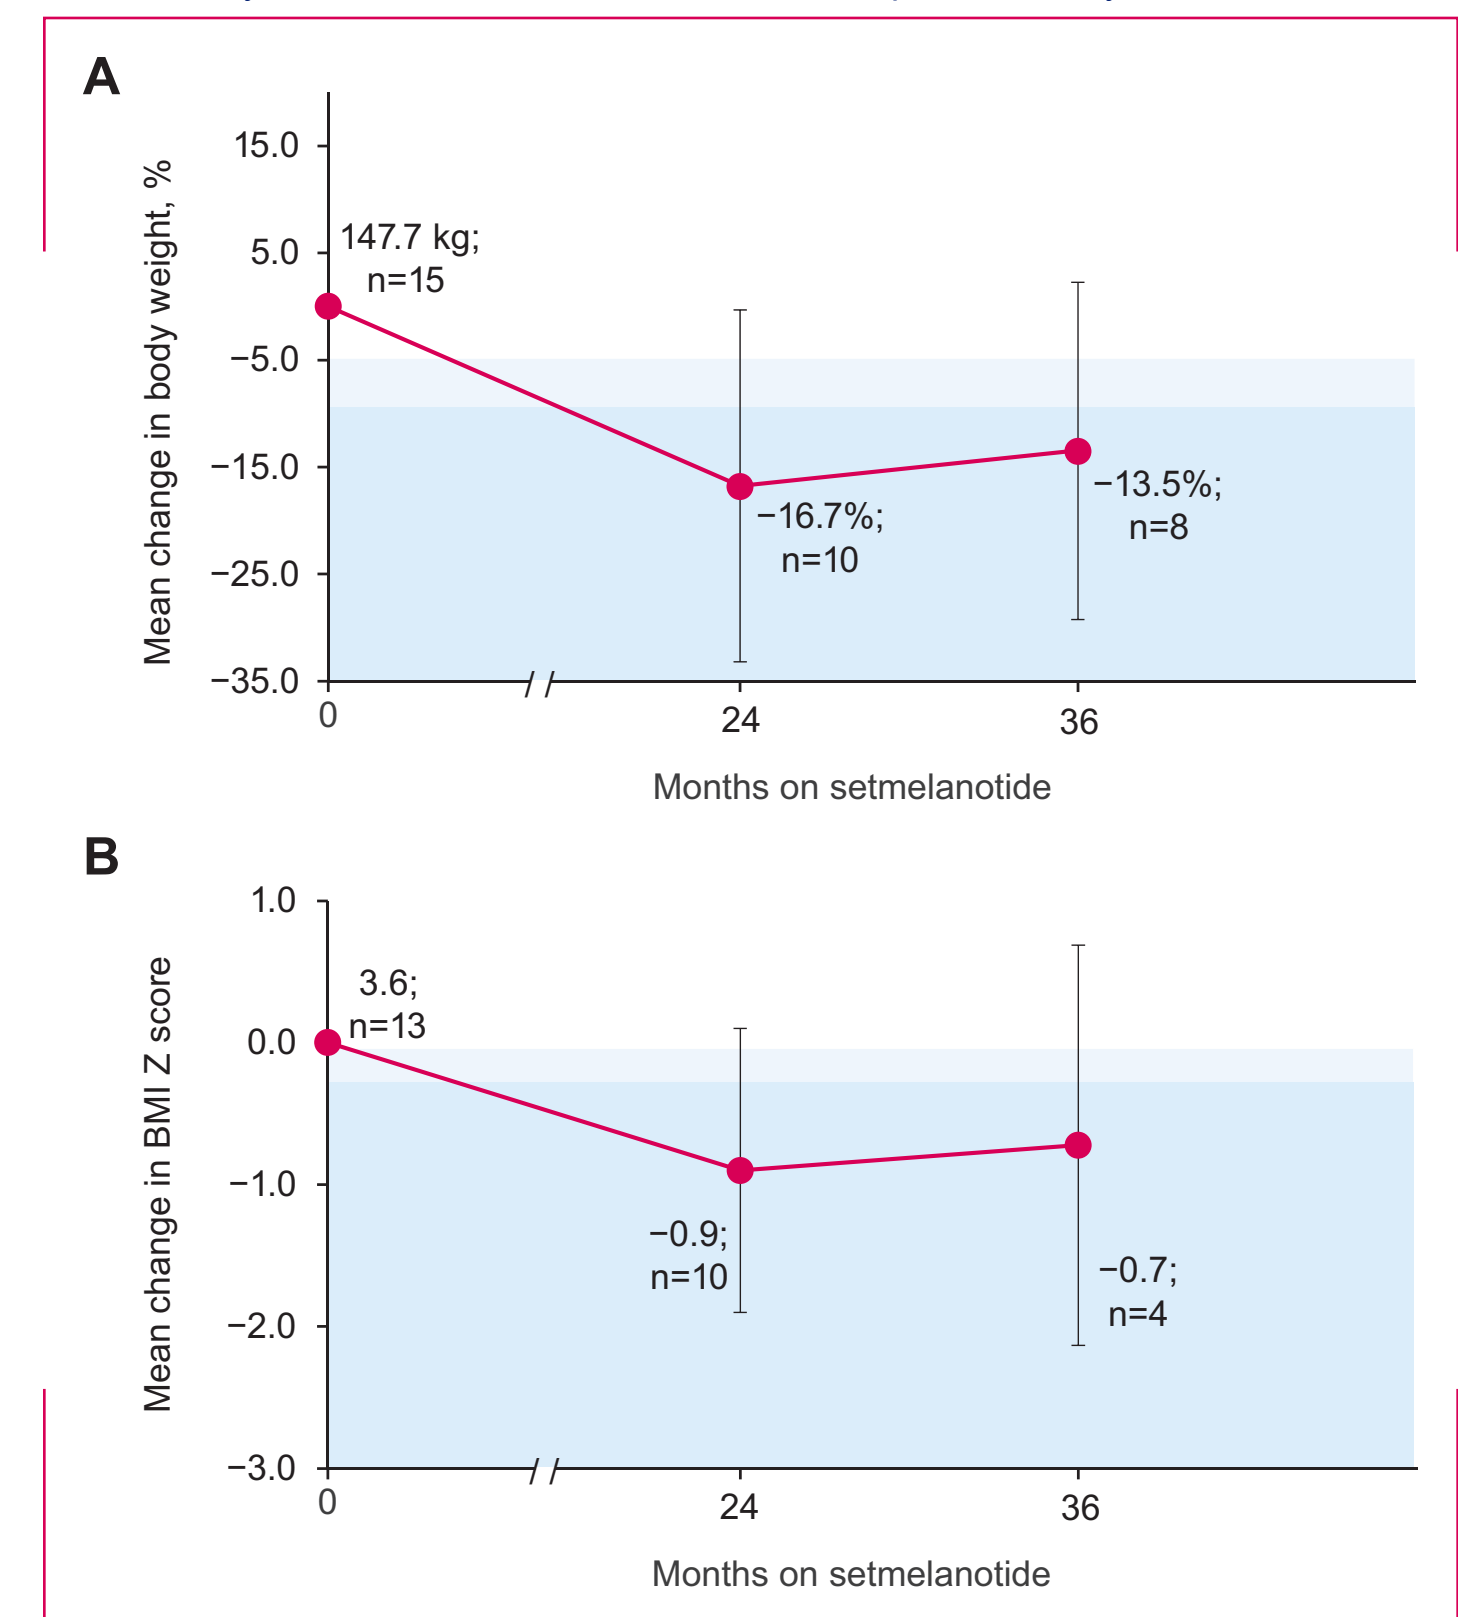 A
15.0
5.0
−5.0
−15.0
−25.0
−35.0
Mean change in body weight, %
147.7 kg;
n=15
−16.7%;
n=10
−13.5%;
n=8
0
24
36
Months on setmelanotide
B
1.0
0.0
−1.0
−2.0
−3.0
Mean change in BMI Z score
3.6;
n=13
−0.9;
n=10
−0.7;
n=4
0
24
36
Months on setmelanotide